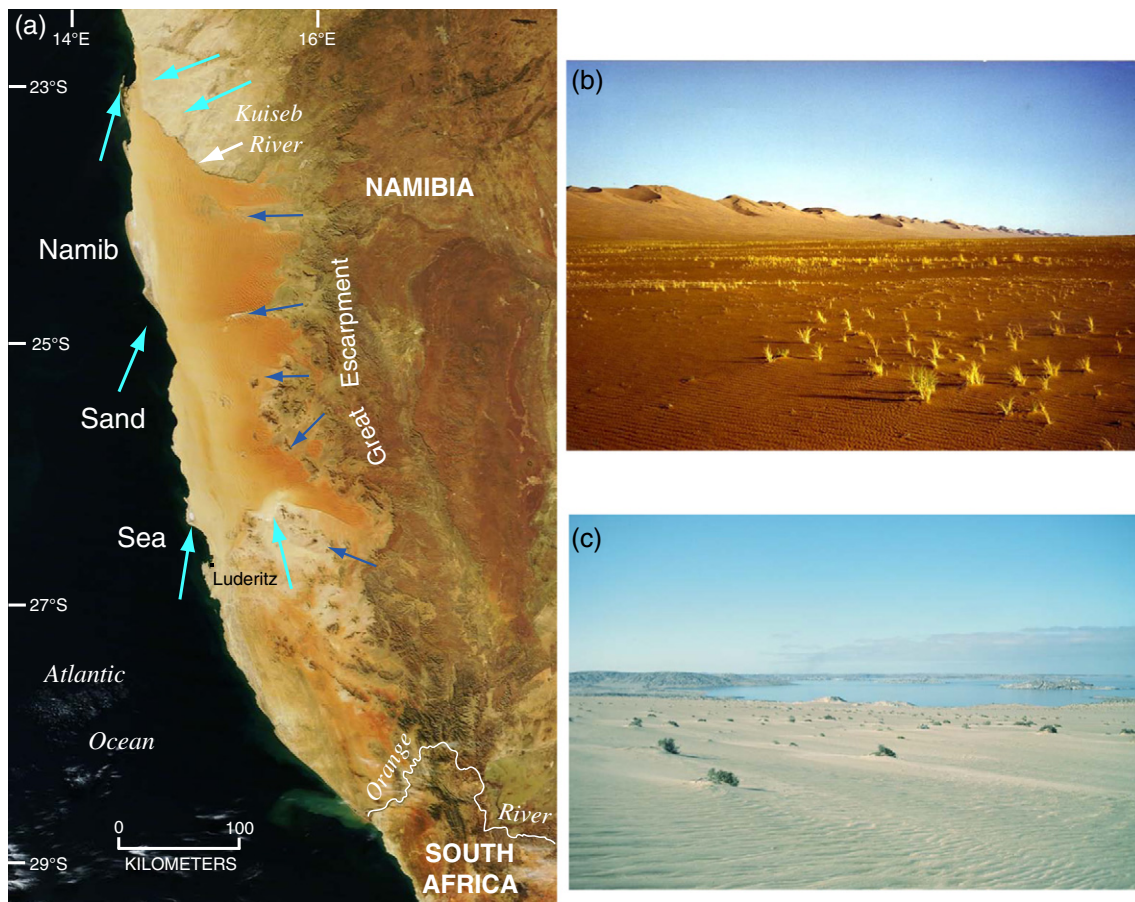 (a)
14°E
16°E
23°S
Kuiseb
River
NAMIBIA
Namib
25°S
Great Escarpment
Sand
Sea
Luderitz
27°S
Atlantic
Ocean
Orange
River
0 100
KILOMETERS
SOUTH
AFRICA
29°S
(b)
(c)